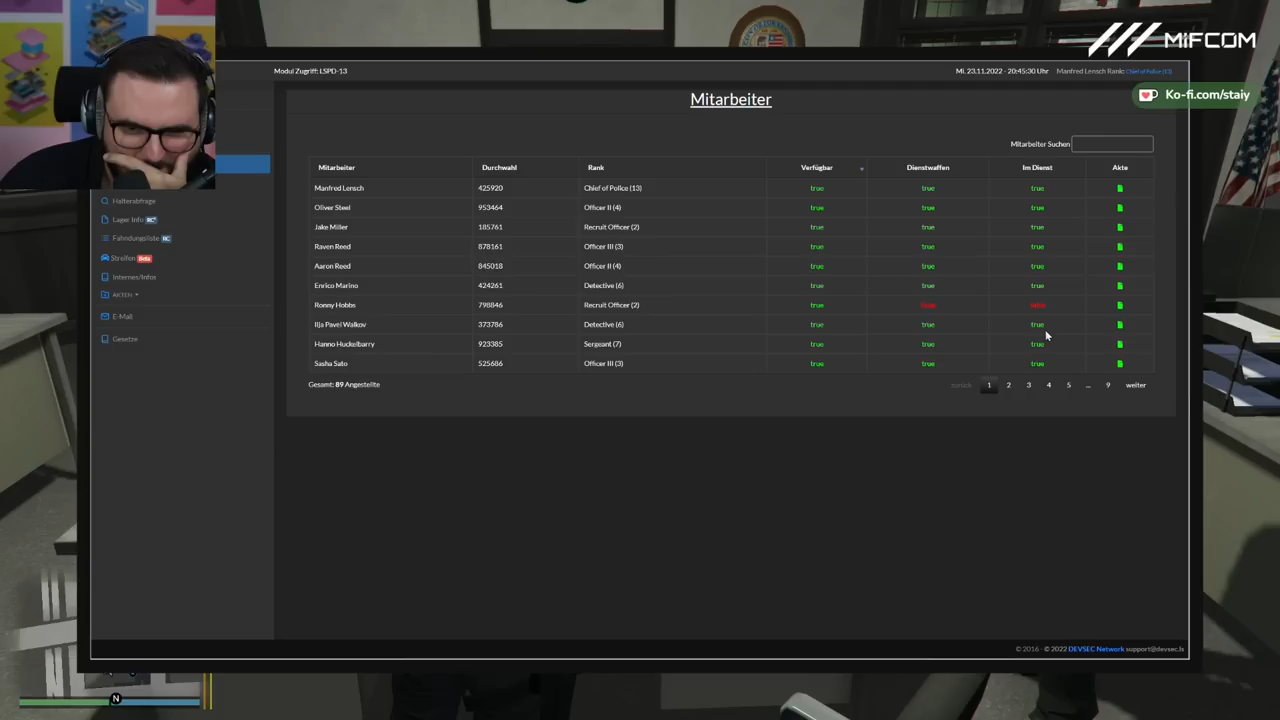 MIFCOM
Modul Zugriff: LSPD-13
Mi. 23.11.2022 - 20:45:30 Uhr Manfred Lensch Rank: Chief of Police (13)
Ko-fi.com/staiy
Mitarbeiter
Mitarbeiter Suchen
Mitarbeiter Durchwahl Rank Verfügbar Dienstwaffen Im Dienst Akte
Manfred Lensch 425920 Chief of Police (13) true true true
Oliver Steel 953464 Officer II (4) true true true
Jake Miller 185761 Recruit Officer (2) true true true
Raven Reed 878161 Officer III (3) true true true
Aaron Reed 845018 Officer II (4) true true true
Enrico Marino 424261 Detective (6) true true true
Ronny Hobbs 798846 Recruit Officer (2) true
Ilja Pavel Walkov 373786 Detective (6) true true true
Hanno Huckelbarry 923385 Sergeant (7) true true true
Sasha Sato 525686 Officer III (3) true true true
Gesamt: 89 Angestellte
zurück 1 2 3 4 5 ... 9 weiter
Halterabfrage
Lager Info RC
Fahndungsliste RC
Streifen Beta
Internes/Infos
AKTEN
E-Mail
Gesetze
© 2016 - © 2022 DEVSEC Network support@devsec.ls
N